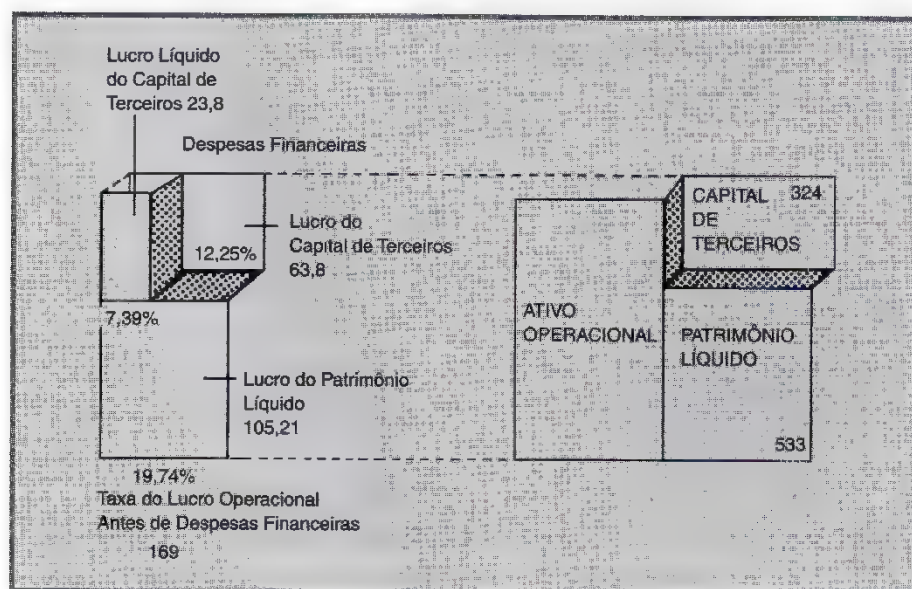 Lucro Líquido
do Capital de
Terceiros 23,8
Despesas Financeiras
12,25%
Lucro do
Capital de Terceiros
63,8
7,39%
Lucro do Patrimônio
Líquido
105,21
19,74%
Taxa do Lucro Operacional
Antes de Despesas Financeiras
169
CAPITAL 324
DE
TERCEIROS
ATIVO
OPERACIONAL
PATRIMÔNIO
LÍQUIDO
533